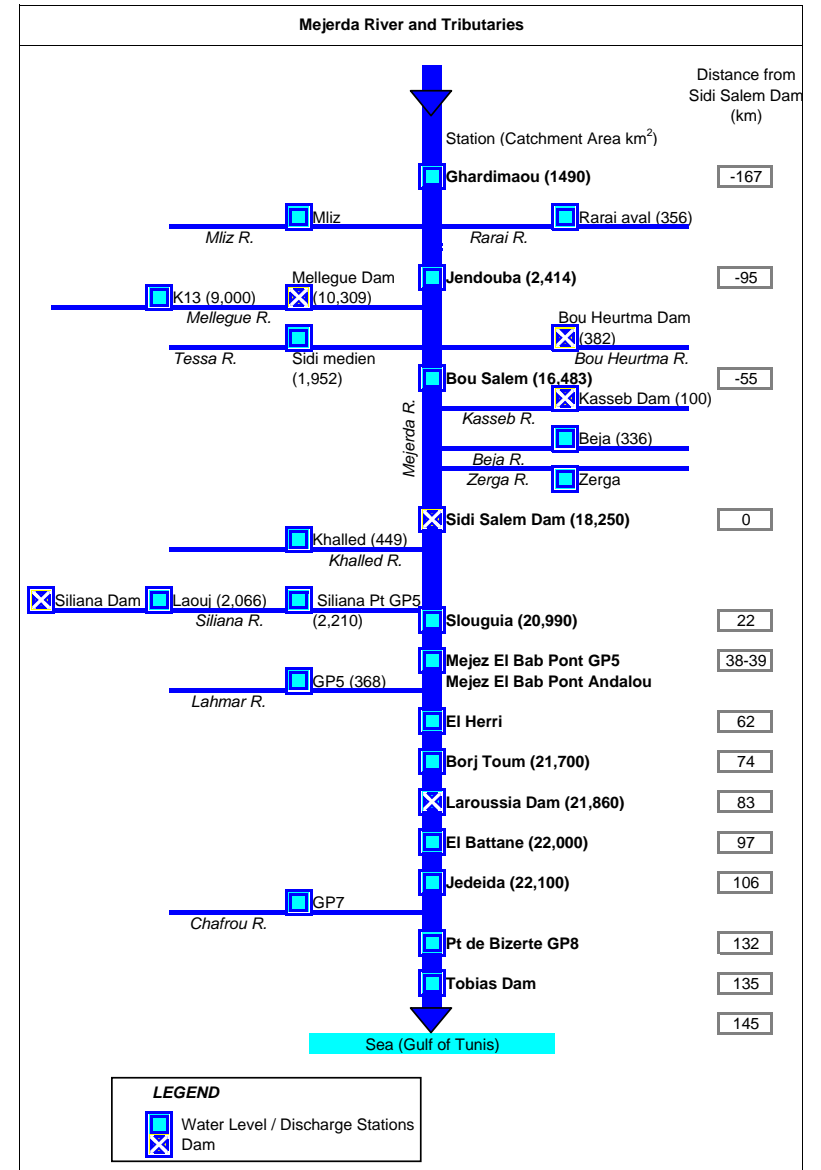 Mejerda River and Tributaries
Distance from
Sidi Salem Dam
(km)
Station (Catchment Area km²)
Ghardimaou (1490)
-167
Mliz
Rarai aval (356)
Mliz R.
Rarai R.
Mellegue Dam
Jendouba (2,414)
-95
K13 (9,000)
(10,309)
Mellegue R.
Bou Heurtma Dam
(382)
Tessa R.
Sidi medien
Bou Heurtma R.
(1,952)
Bou Salem (16,483)
-55
Kasseb Dam (100)
Kasseb R.
Mejerda R.
Beja (336)
Beja R.
Zerga R.
Zerga
Sidi Salem Dam (18,250)
0
Khalled (449)
Khalled R.
Siliana Dam
Laouj (2,066)
Siliana Pt GP5
Siliana R.
(2,210)
Slouguia (20,990)
22
Mejez El Bab Pont GP5
38-39
GP5 (368)
Mejez El Bab Pont Andalou
Lahmar R.
El Herri
62
Borj Toum (21,700)
74
Laroussia Dam (21,860)
83
El Battane (22,000)
97
Jedeida (22,100)
106
GP7
Chafrou R.
Pt de Bizerte GP8
132
Tobias Dam
135
145
Sea (Gulf of Tunis)
LEGEND
Water Level / Discharge Stations
Dam